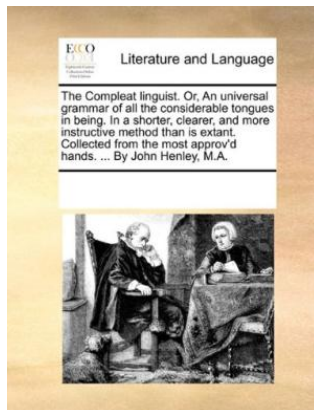 ECCO
Literature and Language
The Compleat linguist. Or, An universal
grammar of all the considerable tongues
in being. In a shorter, clearer, and more
instructive method than is extant.
Collected from the most approv'd
hands. ... By John Henley, M.A.